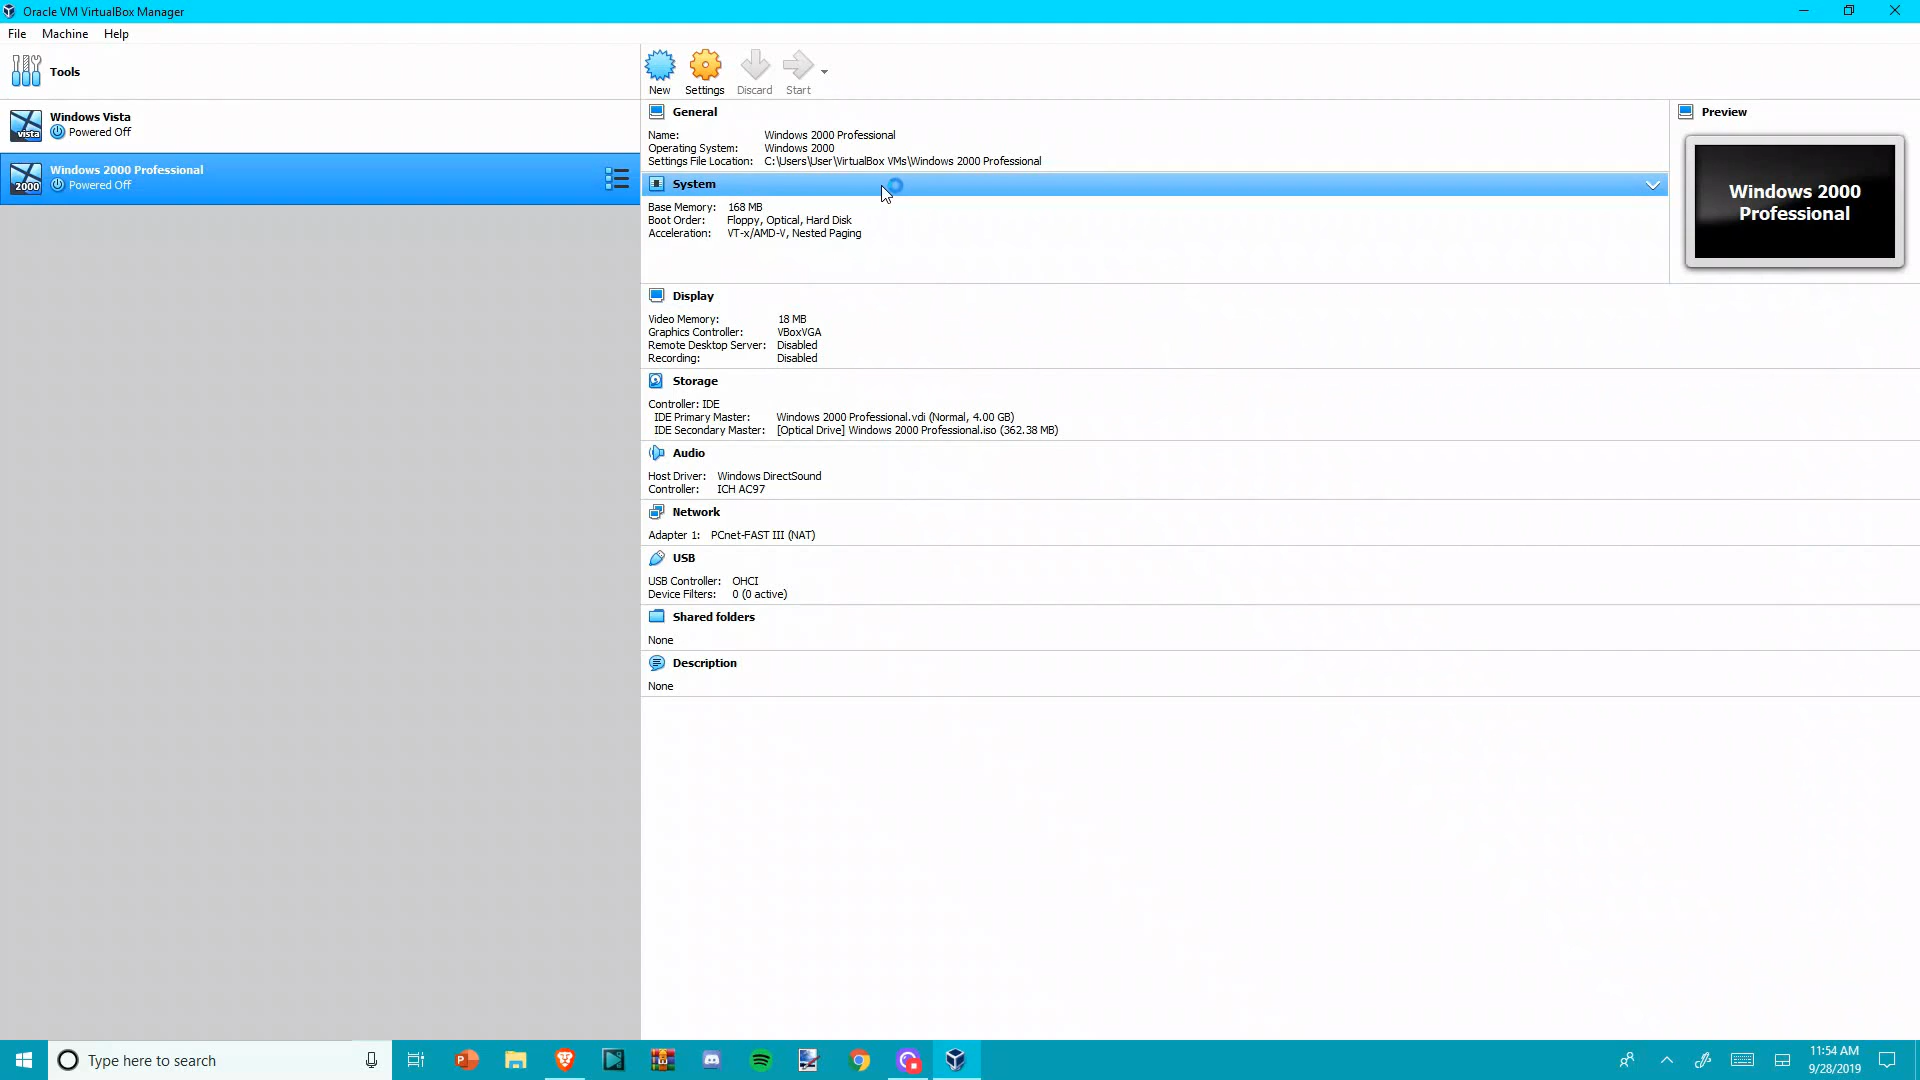 Oracle VM VirtualBox Manager
File Machine Help
Tools
New Settings Discard Start
Windows Vista
Powered Off
vista
Windows 2000 Professional
Powered Off
2000
General
Name: Windows 2000 Professional
Operating System: Windows 2000
Settings File Location: C:\Users\User\VirtualBox VMs\Windows 2000 Professional
System
Base Memory: 168 MB
Boot Order: Floppy, Optical, Hard Disk
Acceleration: VT-x/AMD-V, Nested Paging
Preview
Windows 2000
Professional
Display
Video Memory: 18 MB
Graphics Controller: VBoxVGA
Remote Desktop Server: Disabled
Recording: Disabled
Storage
Controller: IDE
IDE Primary Master: Windows 2000 Professional.vdi (Normal, 4.00 GB)
IDE Secondary Master: [Optical Drive] Windows 2000 Professional.iso (362.38 MB)
Audio
Host Driver: Windows DirectSound
Controller: ICH AC97
Network
Adapter 1: PCnet-FAST III (NAT)
USB
USB Controller: OHCI
Device Filters: 0 (0 active)
Shared folders
None
Description
None
Type here to search
11:54 AM
9/28/2019